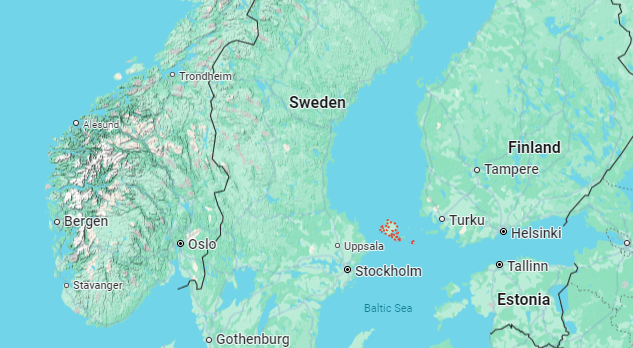 Trondheim
Sweden
Ålesund
Finland
Tampere
Bergen
Turku
Oslo
Helsinki
Uppsala
Stockholm
Tallinn
Stavanger
Estonia
Baltic Sea
Gothenburg